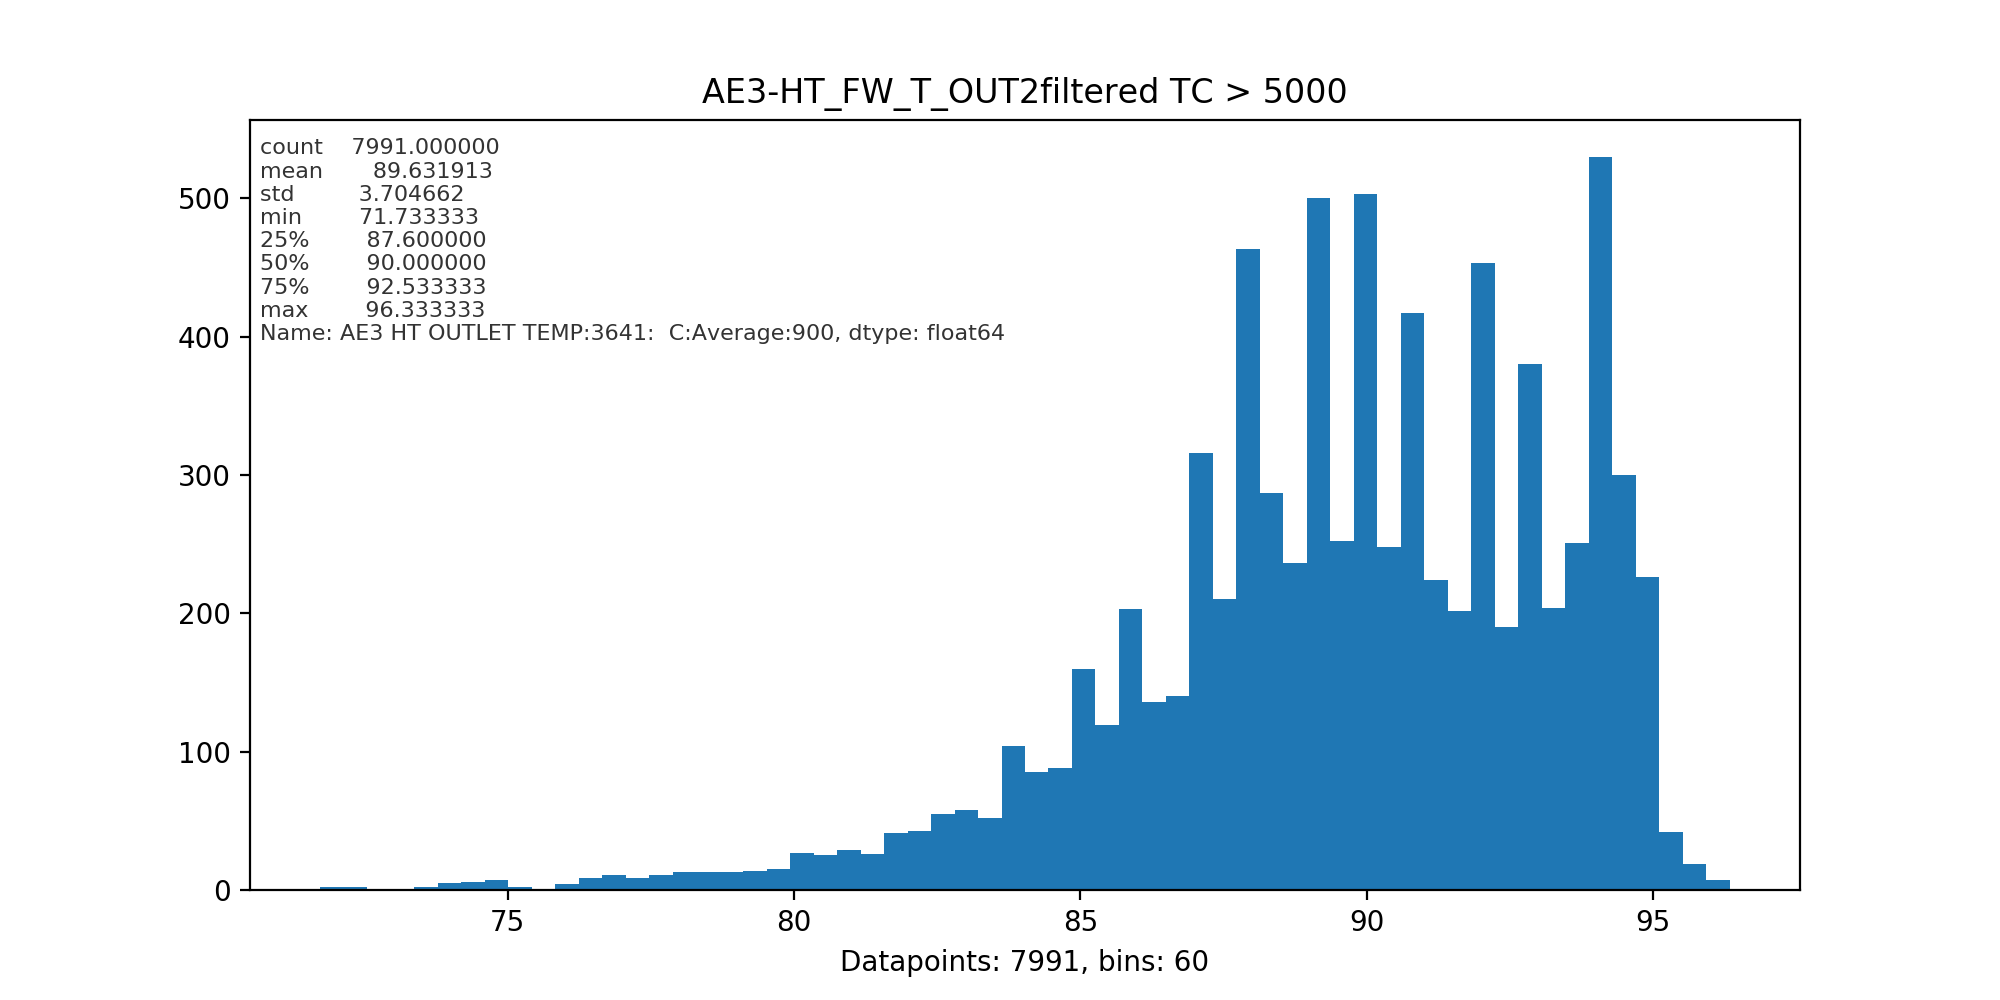 AE3-HT_FW_T_OUT2filtered TC > 5000
count    7991.000000
mean       89.631913
std         3.704662
min        71.733333
25%        87.600000
50%        90.000000
75%        92.533333
max        96.333333
Name: AE3 HT OUTLET TEMP:3641:  C:Average:900, dtype: float64
500
400
300
200
100
0
75 80 85 90 95
Datapoints: 7991, bins: 60